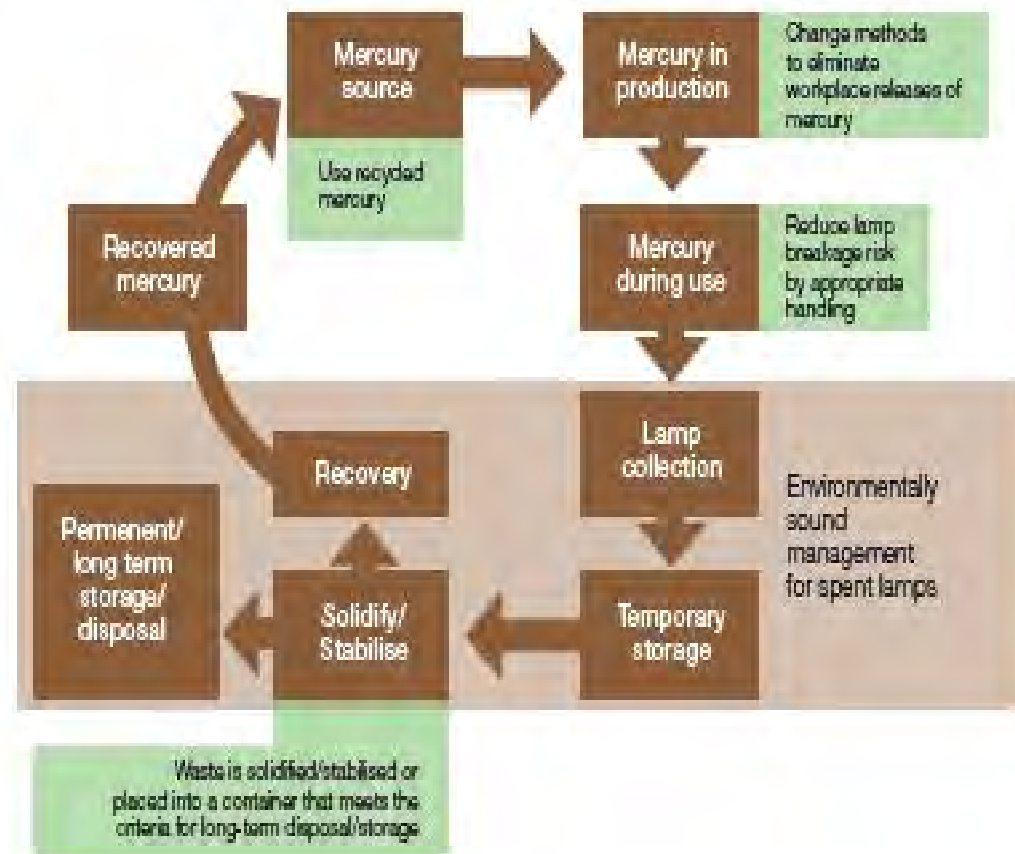 Mercury
source
Use recycled
mercury
Mercury in
production
Change methods
to eliminate
workplace releases of
mercury
Recovered
mercury
Mercury
during use
Reduce lamp
breakage risk
by appropriate
handling
Lamp
collection
Environmentally
sound
management
for spent lamps
Recovery
Permanent/
long term
storage/
disposal
Solidify/
Stabilise
Temporary
storage
Waste is solidified/stabilised or
placed into a container that meets the
criteria for long-term disposal/storage